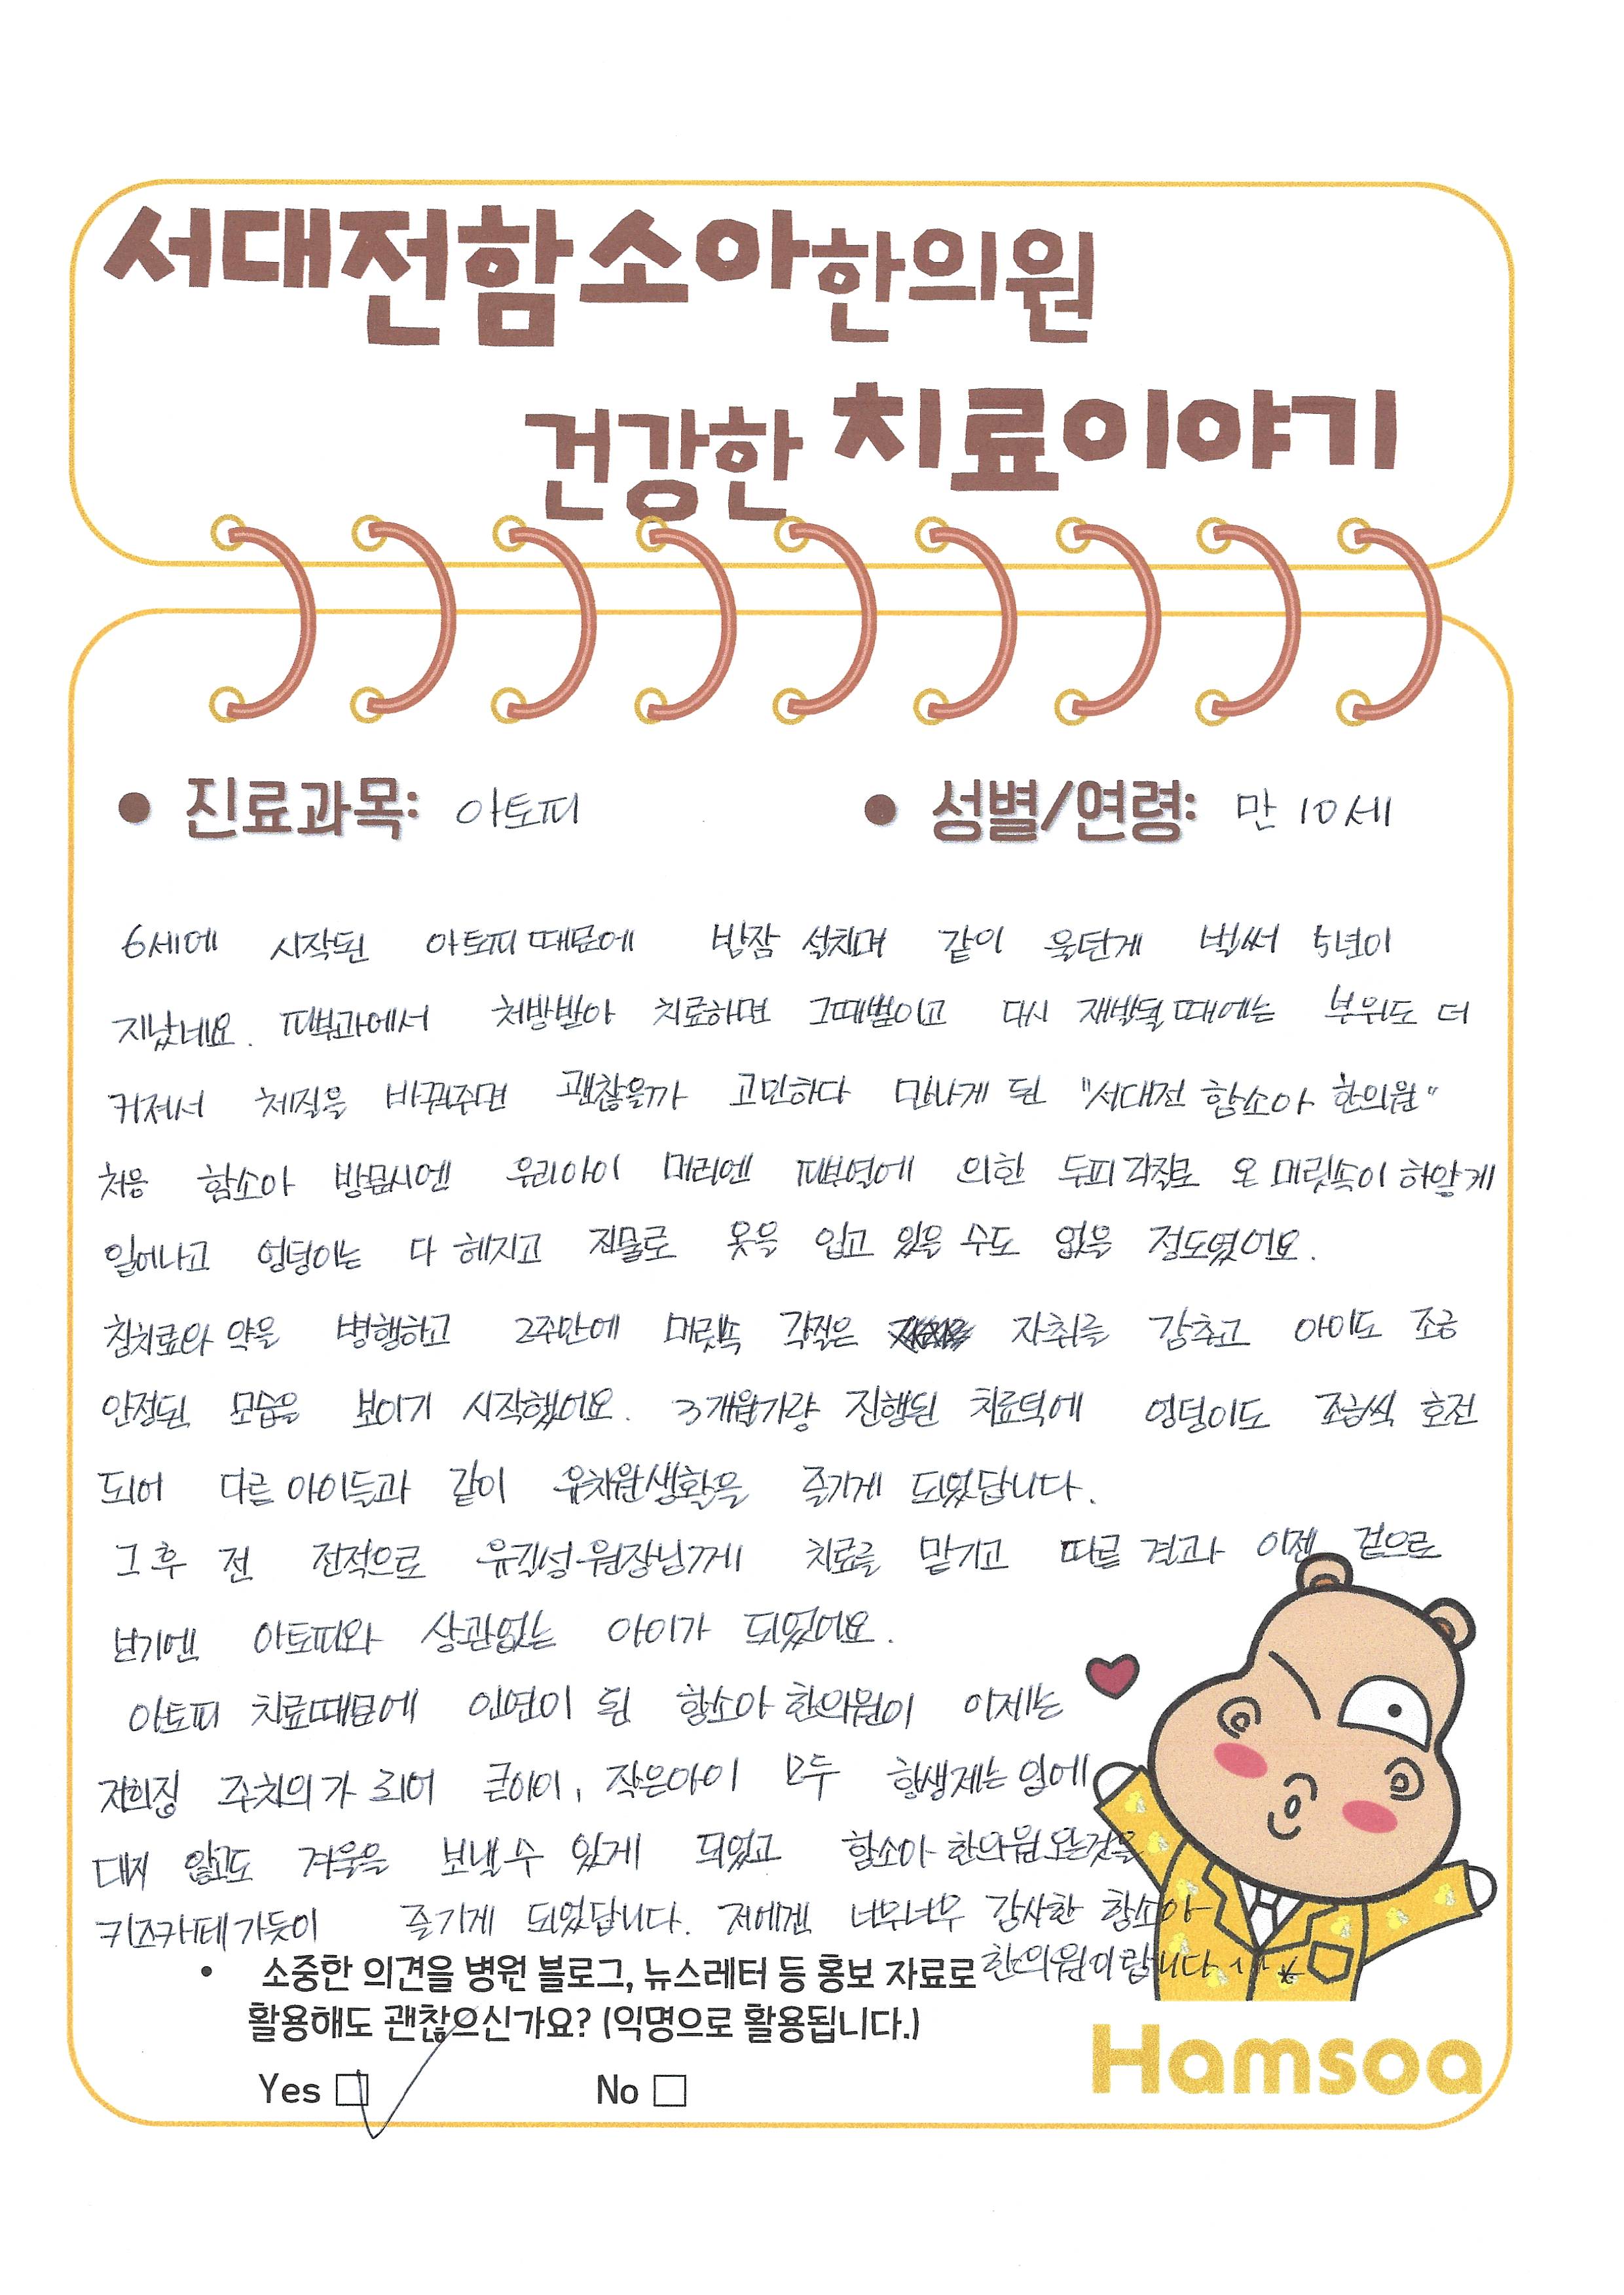 서대전함소아한의원
건강한 치료이야기
● 진료과목: 아토피
● 성별/연령: 만 10세
6세에 시작된 아토피때문에 밤잠 설치며 같이 울던게 벌써 5년이
지났네요. 피부과에서 처방받아 치료하면 그때뿐이고 다시 재발될때에는 부위도 더
커져서 체질을 바꿔주면 괜찮을까 고민하다 만나게 된 "서대전 함소아 한의원"
처음 함소아 방문시엔 우리아이 머리엔 피부염에 의한 두피각질로 온 머릿속이 하얗게
일어나고 엉덩이는 다 헤지고 진물로 옷을 입고 있을 수도 없을 정도였어요.
침치료와 약을 병행하고 2주만에 머릿속 각질은 자취를 감추고 아이도 조금
안정된 모습을 보이기 시작했어요. 3개월가량 진행된 치료덕에 엉덩이도 조금씩 호전
되어 다른 아이들과 같이 유치원생활을 즐기게 되었답니다.
그후 전 전적으로 유길성원장님께 치료를 맡기고 따른 결과 이젠 겉으로
보기엔 아토피와 상관없는 아이가 되었어요.
아토피 치료때문에 인연이 된 함소아 한의원이 이제는
저희집 주치의가 되어 큰아이, 작은아이 모두 항생제는 입에
대지 않고도 겨울을 보낼수 있게 되었고 함소아 한의원오는것을
키즈카페가듯이 즐기게 되었답니다. 저에겐 너무너무 감사한 함소아
한의원이랍니다 ^^*
• 소중한 의견을 병원 블로그, 뉴스레터 등 홍보 자료로
활용해도 괜찮으신가요? (익명으로 활용됩니다.)
Yes □ No □
Hamsoa